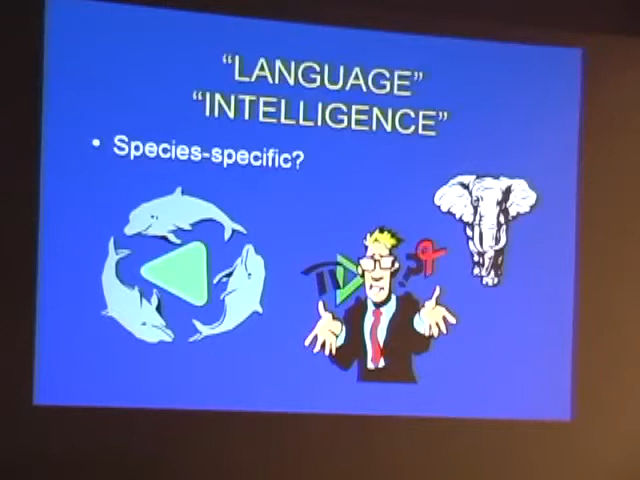 “LANGUAGE”
“INTELLIGENCE”
• Species-specific?